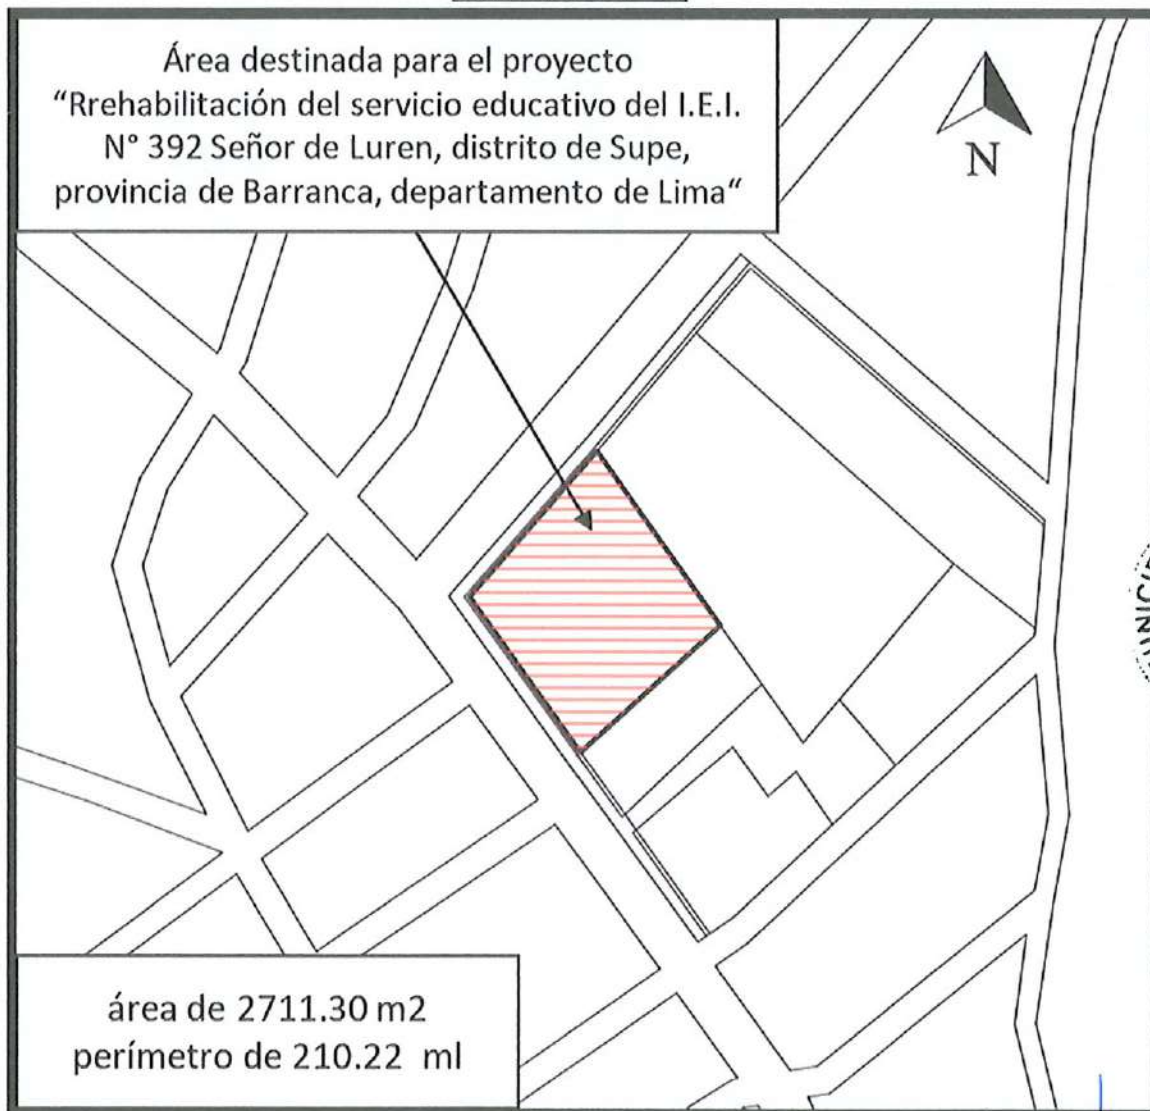 Área destinada para el proyecto
“Rrehabilitación del servicio educativo del I.E.I.
N° 392 Señor de Luren, distrito de Supe,
provincia de Barranca, departamento de Lima“
N
área de 2711.30 m2
perímetro de 210.22 ml